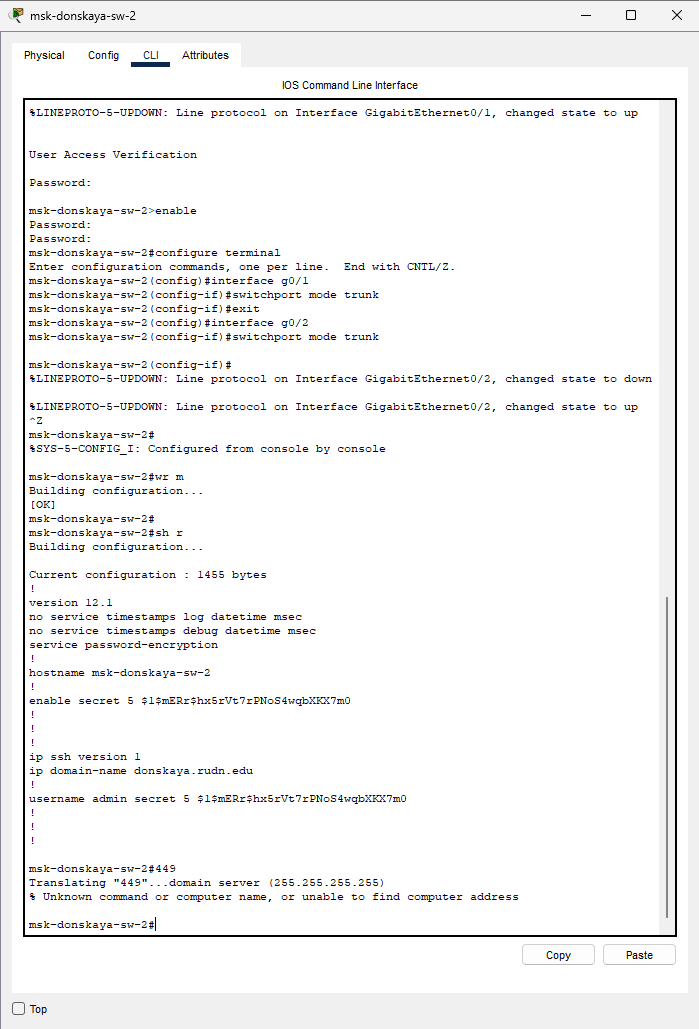 msk-donskaya-sw-2
Physical Config CLI Attributes
IOS Command Line Interface
%LINEPROTO-5-UPDOWN: Line protocol on Interface GigabitEthernet0/1, changed state to up
User Access Verification
Password:
msk-donskaya-sw-2>enable
Password:
Password:
msk-donskaya-sw-2#configure terminal
Enter configuration commands, one per line.  End with CNTL/Z.
msk-donskaya-sw-2(config)#interface g0/1
msk-donskaya-sw-2(config-if)#switchport mode trunk
msk-donskaya-sw-2(config-if)#exit
msk-donskaya-sw-2(config)#interface g0/2
msk-donskaya-sw-2(config-if)#switchport mode trunk
msk-donskaya-sw-2(config-if)#
%LINEPROTO-5-UPDOWN: Line protocol on Interface GigabitEthernet0/2, changed state to down
%LINEPROTO-5-UPDOWN: Line protocol on Interface GigabitEthernet0/2, changed state to up
^Z
msk-donskaya-sw-2#
%SYS-5-CONFIG_I: Configured from console by console
msk-donskaya-sw-2#wr m
Building configuration...
[OK]
msk-donskaya-sw-2#
msk-donskaya-sw-2#sh r
Building configuration...
Current configuration : 1455 bytes
!
version 12.1
no service timestamps log datetime msec
no service timestamps debug datetime msec
service password-encryption
!
hostname msk-donskaya-sw-2
!
enable secret 5 $1$mERr$hx5rVt7rPNoS4wqbXKX7m0
!
!
!
ip ssh version 1
ip domain-name donskaya.rudn.edu
!
username admin secret 5 $1$mERr$hx5rVt7rPNoS4wqbXKX7m0
!
!
!
msk-donskaya-sw-2#449
Translating "449"...domain server (255.255.255.255)
% Unknown command or computer name, or unable to find computer address
msk-donskaya-sw-2#
Copy Paste
Top